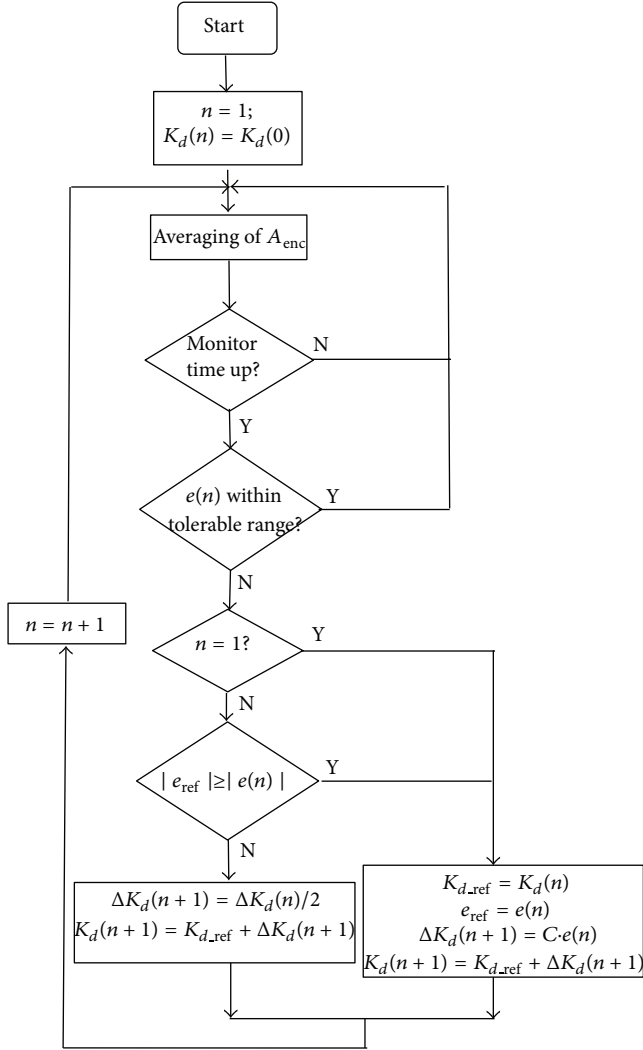 Start
n = 1;
K_d(n) = K_d(0)
Averaging of A_enc
Monitor
time up?
N
Y
e(n) within
tolerable range?
Y
N
n = n + 1
n = 1?
Y
N
| e_ref |≥| e(n) |
Y
N
ΔK_d(n + 1) = ΔK_d(n)/2
K_d(n + 1) = K_d_ref + ΔK_d(n + 1)
K_d_ref = K_d(n)
e_ref = e(n)
ΔK_d(n + 1) = C·e(n)
K_d(n + 1) = K_d_ref + ΔK_d(n + 1)